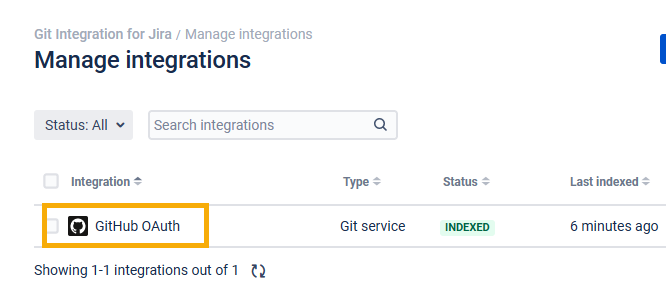 Git Integration for Jira / Manage integrations
Manage integrations
Status: All Search integrations
Integration Type Status Last indexed
GitHub OAuth Git service INDEXED 6 minutes ago
Showing 1-1 integrations out of 1